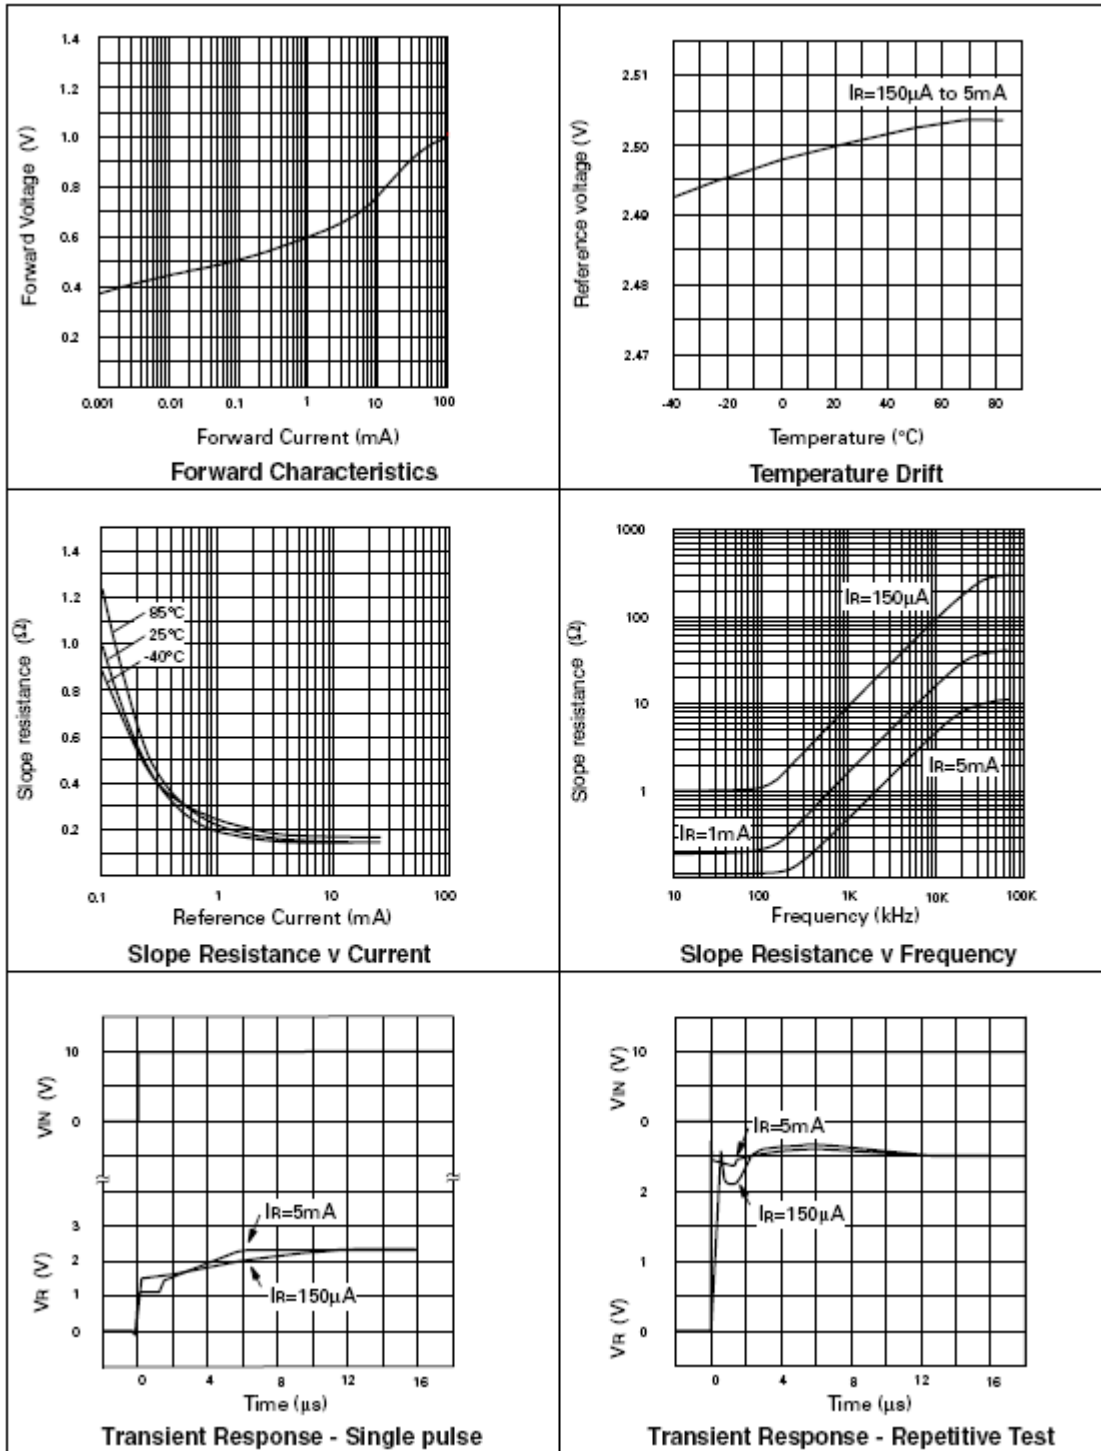 1.4
1.2
1.0
0.8
0.6
0.4
0.2
Forward Voltage (V)
0.001 0.01 0.1 1 10 100
Forward Current (mA)
Forward Characteristics
2.51
2.50
2.49
2.48
2.47
Reference voltage (V)
IR=150µA to 5mA
-40 -20 0 20 40 60 80
Temperature (°C)
Temperature Drift
1.4
1.2
1.0
0.8
0.6
0.4
0.2
Slope resistance (Ω)
85°C
25°C
-40°C
0.1 1 10 100
Reference Current (mA)
Slope Resistance v Current
1000
100
10
1
Slope resistance (Ω)
IR=150µA
IR=5mA
IR=1mA
10 100 1K 10K 100K
Frequency (kHz)
Slope Resistance v Frequency
10
0
VIN (V)
3
2
1
0
VR (V)
IR=5mA
IR=150µA
0 4 8 12 16
Time (µs)
Transient Response - Single pulse
10
0
VIN (V)
2
1
0
VR (V)
IR=5mA
IR=150µA
0 4 8 12 16
Time (µs)
Transient Response - Repetitive Test